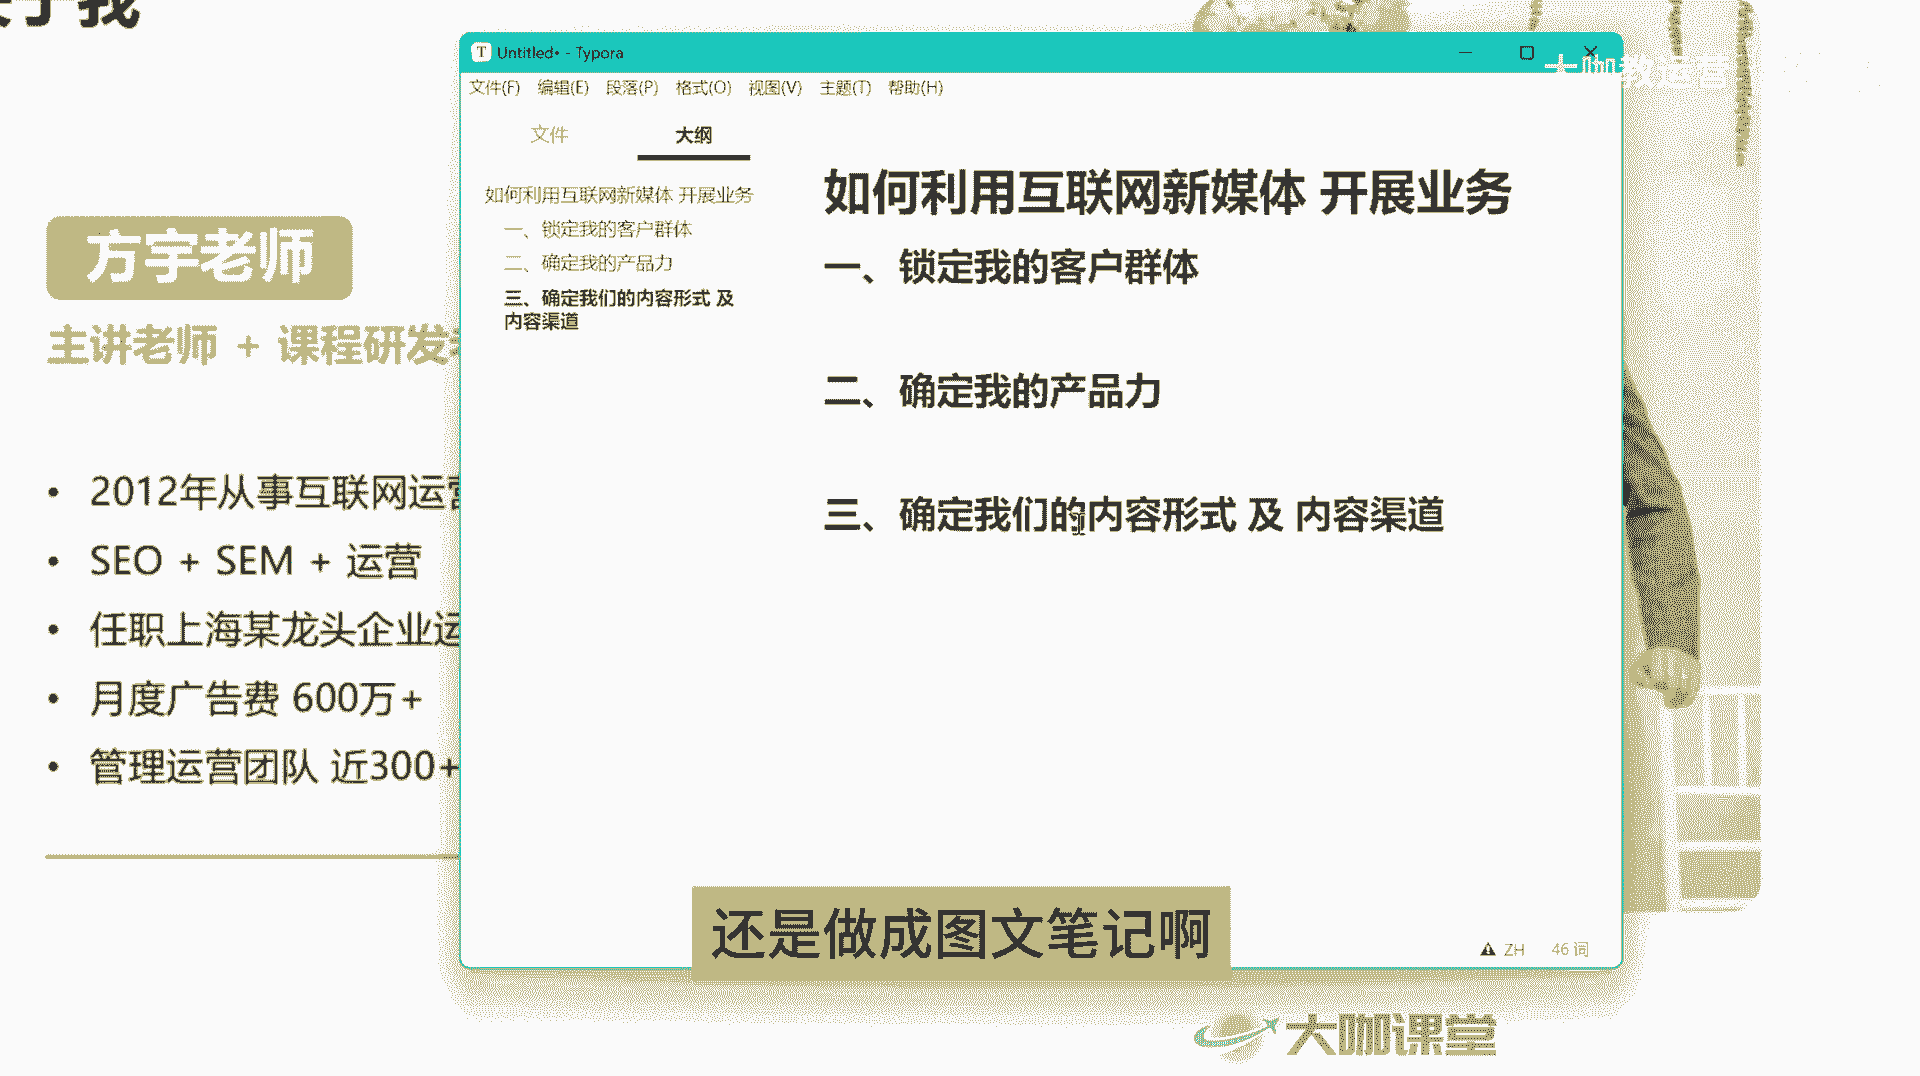 关于我
方宇老师
主讲老师 + 课程研发
2012年从事互联网运营
SEO + SEM + 运营
任职上海某龙头企业运
月度广告费 600万+
管理运营团队 近300+
Untitled• - Typora
文件(F) 编辑(E) 段落(P) 格式(O) 视图(V) 主题(T) 帮助(H)
文件 大纲
如何利用互联网新媒体 开展业务
一、锁定我的客户群体
二、确定我的产品力
三、确定我们的内容形式 及
内容渠道
如何利用互联网新媒体 开展业务
一、锁定我的客户群体
二、确定我的产品力
三、确定我们的内容形式 及 内容渠道
ZH 46 词
大咖教运营
还是做成图文笔记啊
大咖课堂